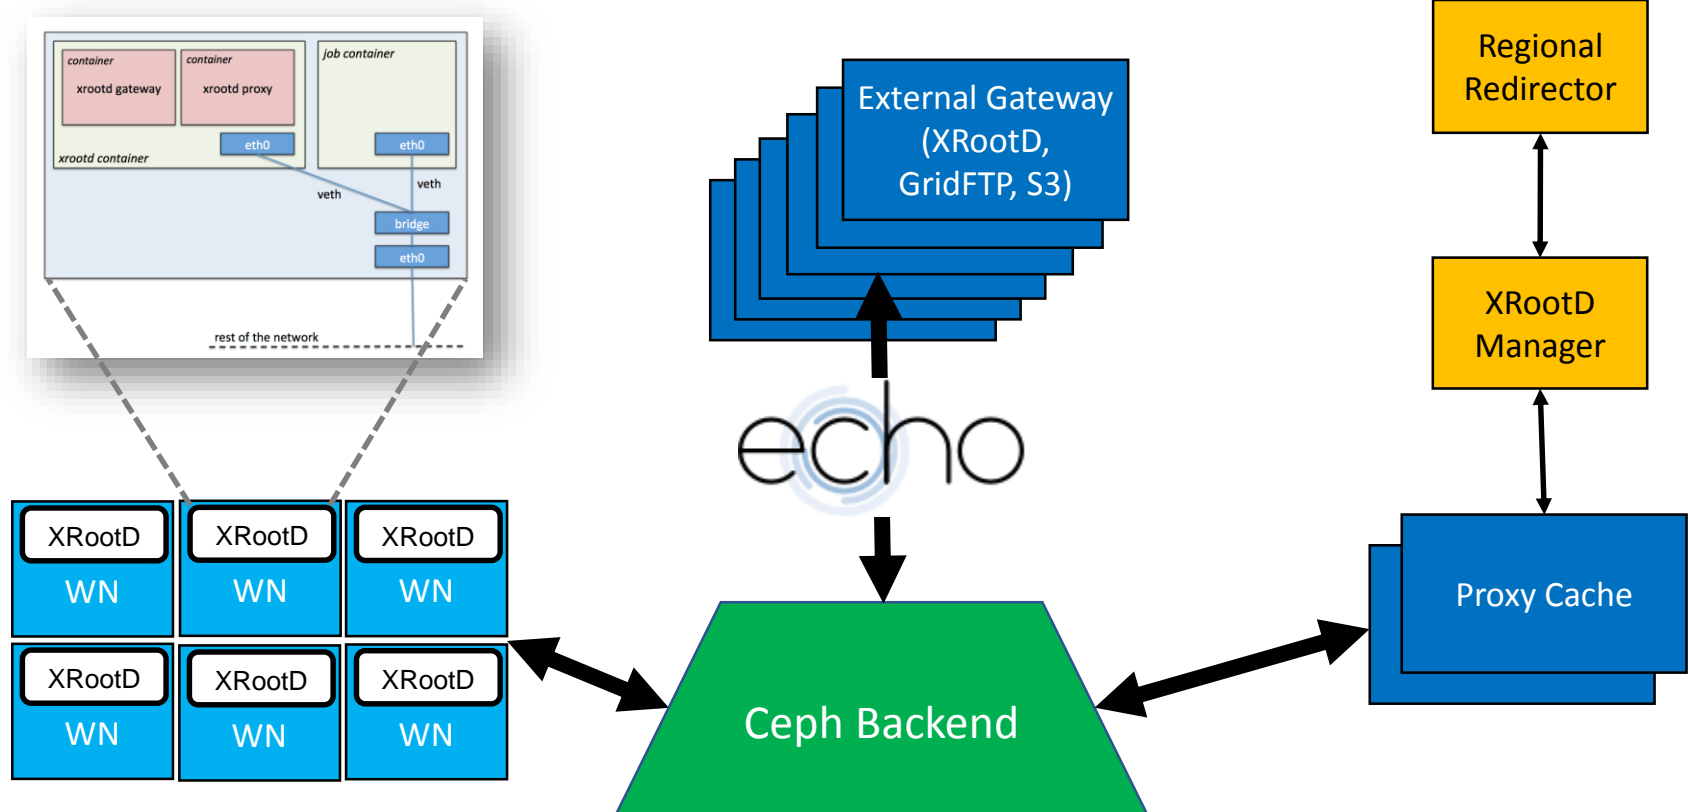 container
xrootd gateway
container
xrootd proxy
eth0
xrootd container
job container
eth0
veth
veth
bridge
eth0
rest of the network
XRootD
WN
XRootD
WN
XRootD
WN
XRootD
WN
XRootD
WN
XRootD
WN
External Gateway
(XRootD,
GridFTP, S3)
echo
Ceph Backend
Regional
Redirector
XRootD
Manager
Proxy Cache